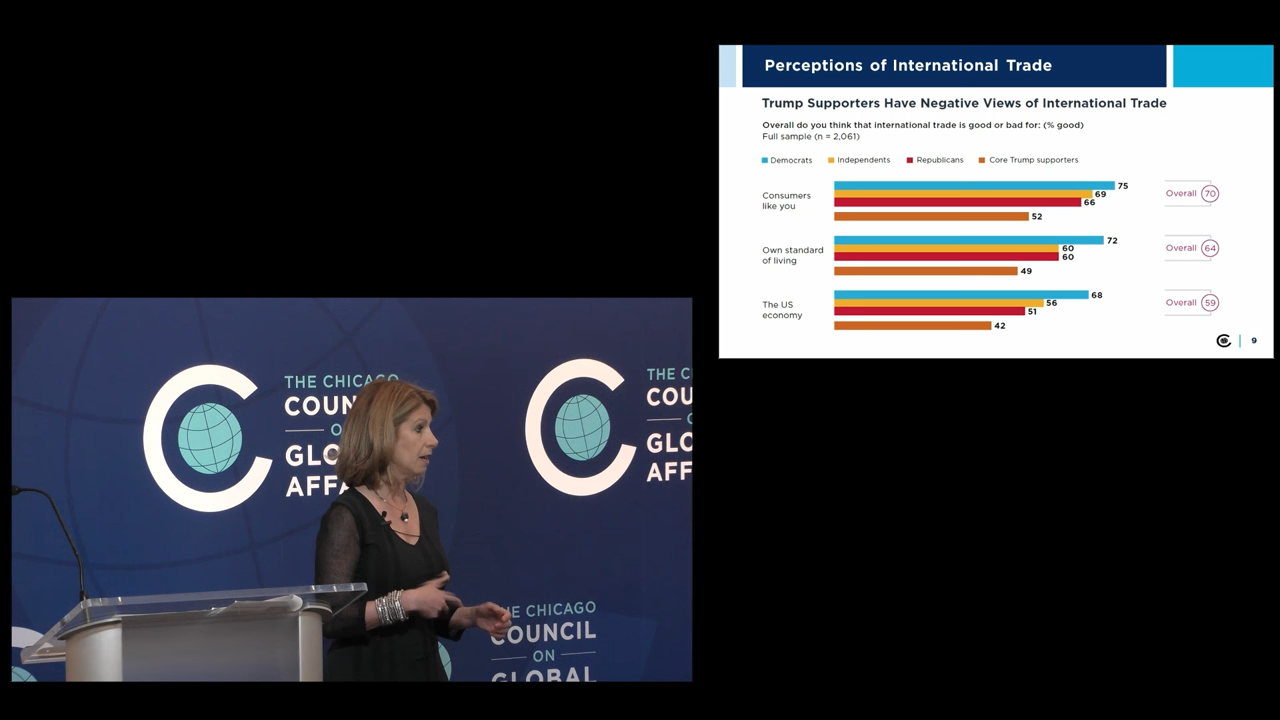 Perceptions of International Trade
Trump Supporters Have Negative Views of International Trade
Overall do you think that international trade is good or bad for: (% good)
Full sample (n = 2,061)
Democrats Independents Republicans Core Trump supporters
Consumers
like you
75
69
66
52
Overall 70
Own standard
of living
72
60
60
49
Overall 64
The US
economy
68
56
51
42
Overall 59
9
THE CHICAGO
COUN
O
GLO
AFFA
THE C
COU
O
GLO
AFF
THE CHICAGO
COUNCIL
ON
GLOBAL